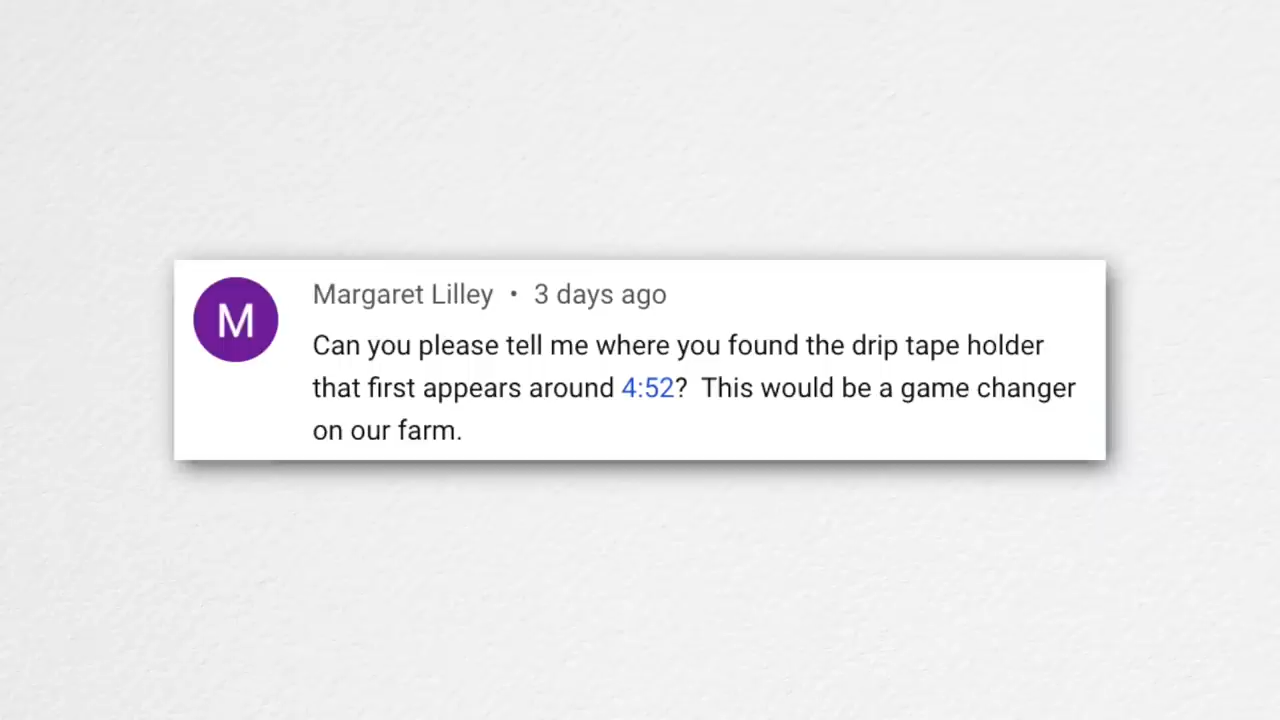 M
Margaret Lilley • 3 days ago
Can you please tell me where you found the drip tape holder
that first appears around 4:52?  This would be a game changer
on our farm.